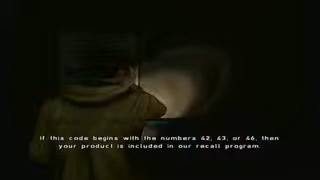 If this code begins with the numbers 42, 43, or 46, then
your product is included in our recall program.